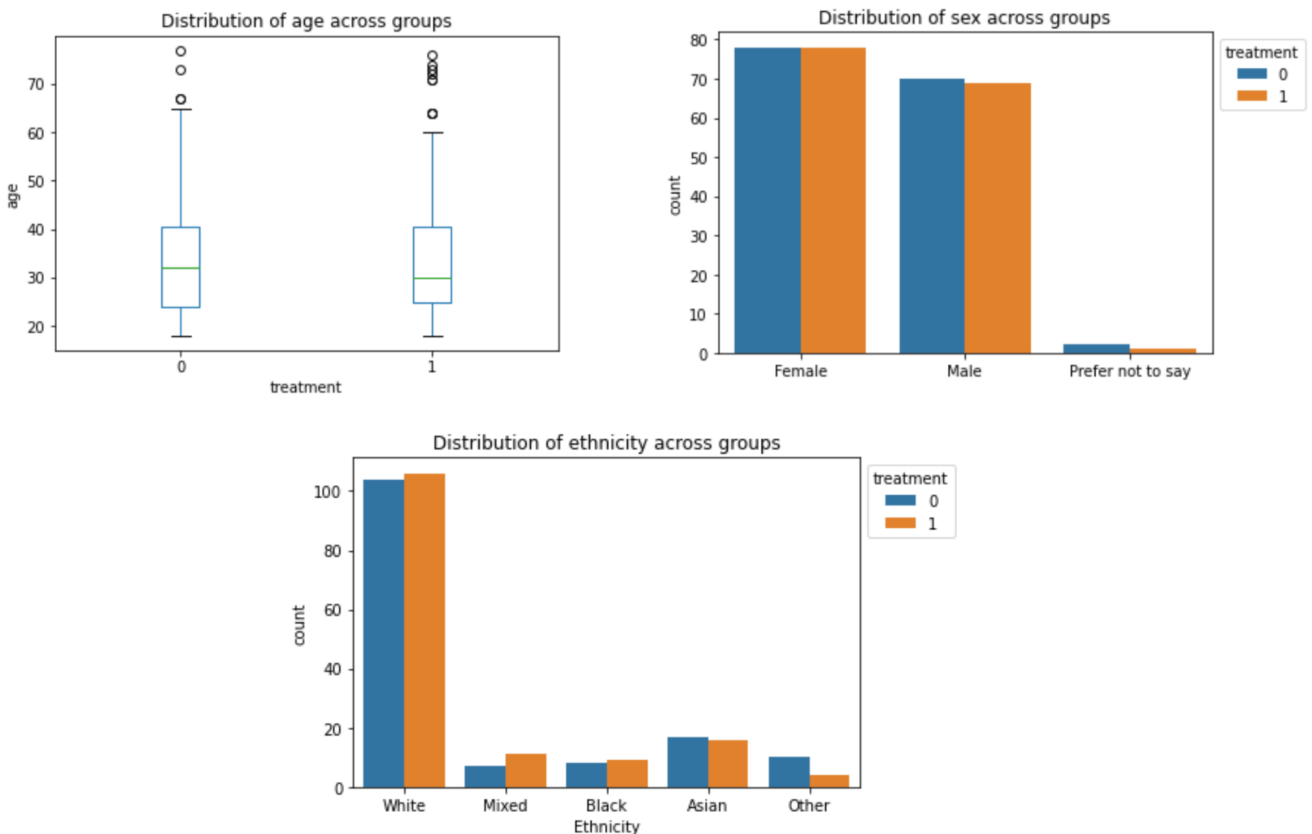 Distribution of age across groups
70
60
50
40
30
20
age
0
1
treatment
Distribution of sex across groups
80
70
60
50
40
30
20
10
0
count
Female
Male
Prefer not to say
treatment
0
1
Distribution of ethnicity across groups
100
80
60
40
20
0
count
White
Mixed
Black
Asian
Other
Ethnicity
treatment
0
1